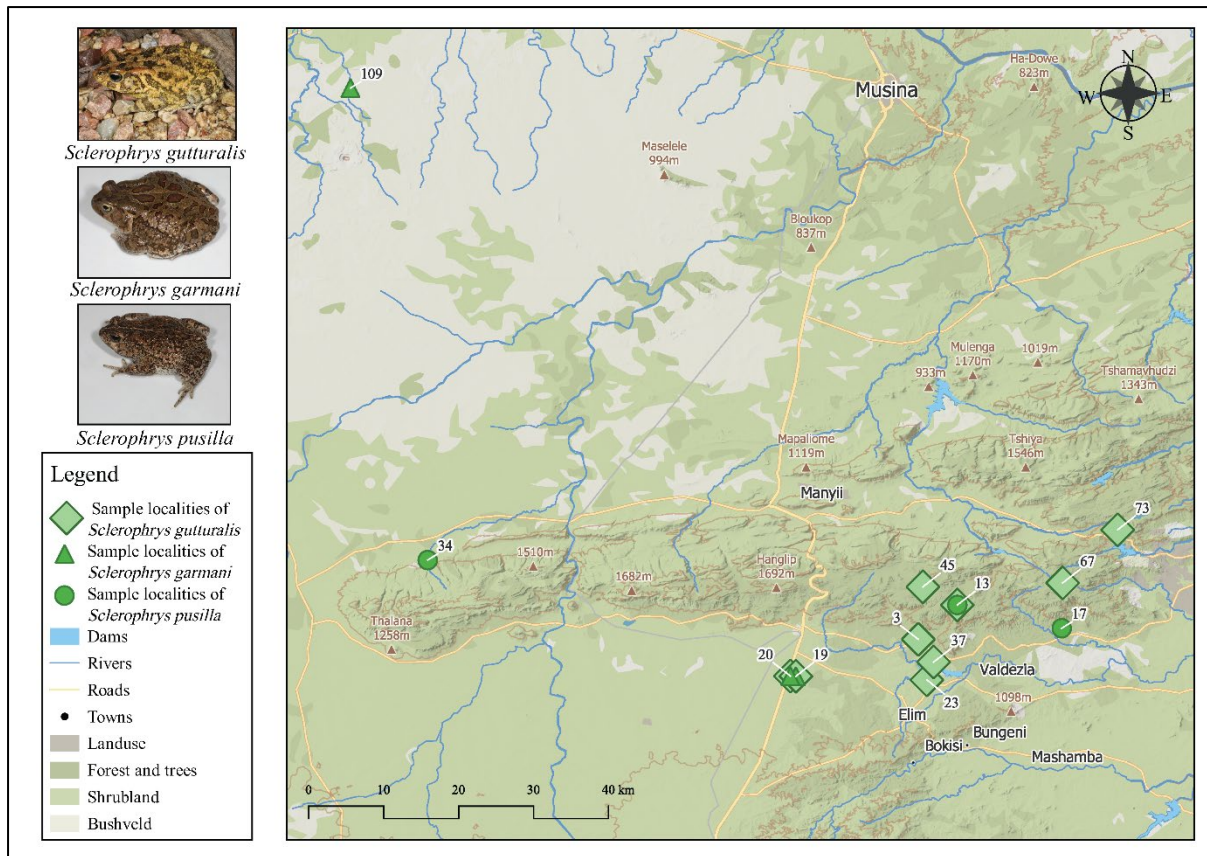 Sclerophrys gutturalis
Sclerophrys garmani
Sclerophrys pusilla
Legend
Sample localities of
Sclerophrys gutturalis
Sample localities of
Sclerophrys garmani
Sample localities of
Sclerophrys pusilla
Dams
Rivers
Roads
Towns
Landuse
Forest and trees
Shrubland
Bushveld
109
Musina
Ha-Dowe
823m
N
W
E
S
Maselele
994m
Bloukop
837m
Mulenga
1170m
1019m
933m
Tshamavhudzi
1343m
Mapaliome
1119m
Tshiya
1546m
Manyii
73
34
1510m
1682m
Hanglip
1692m
45
13
67
17
Thalana
1258m
3
37
20
19
Valdezia
23
1098m
Elim
Bungeni
Bokisi
Mashamba
0
10
20
30
40 km